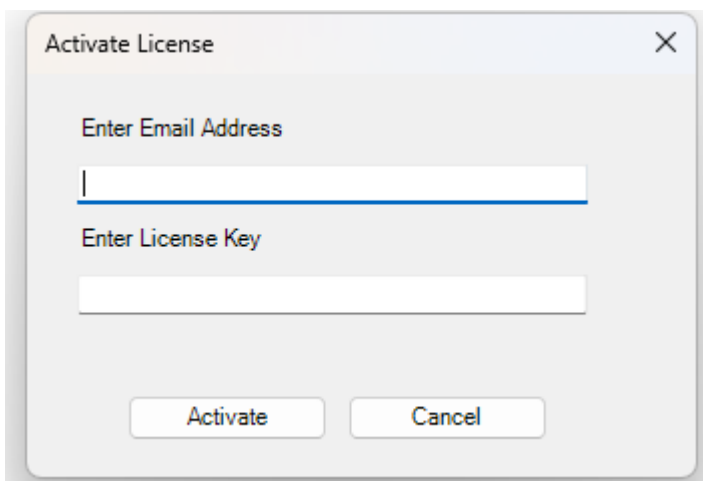 Activate License
Enter Email Address
Enter License Key
Activate Cancel